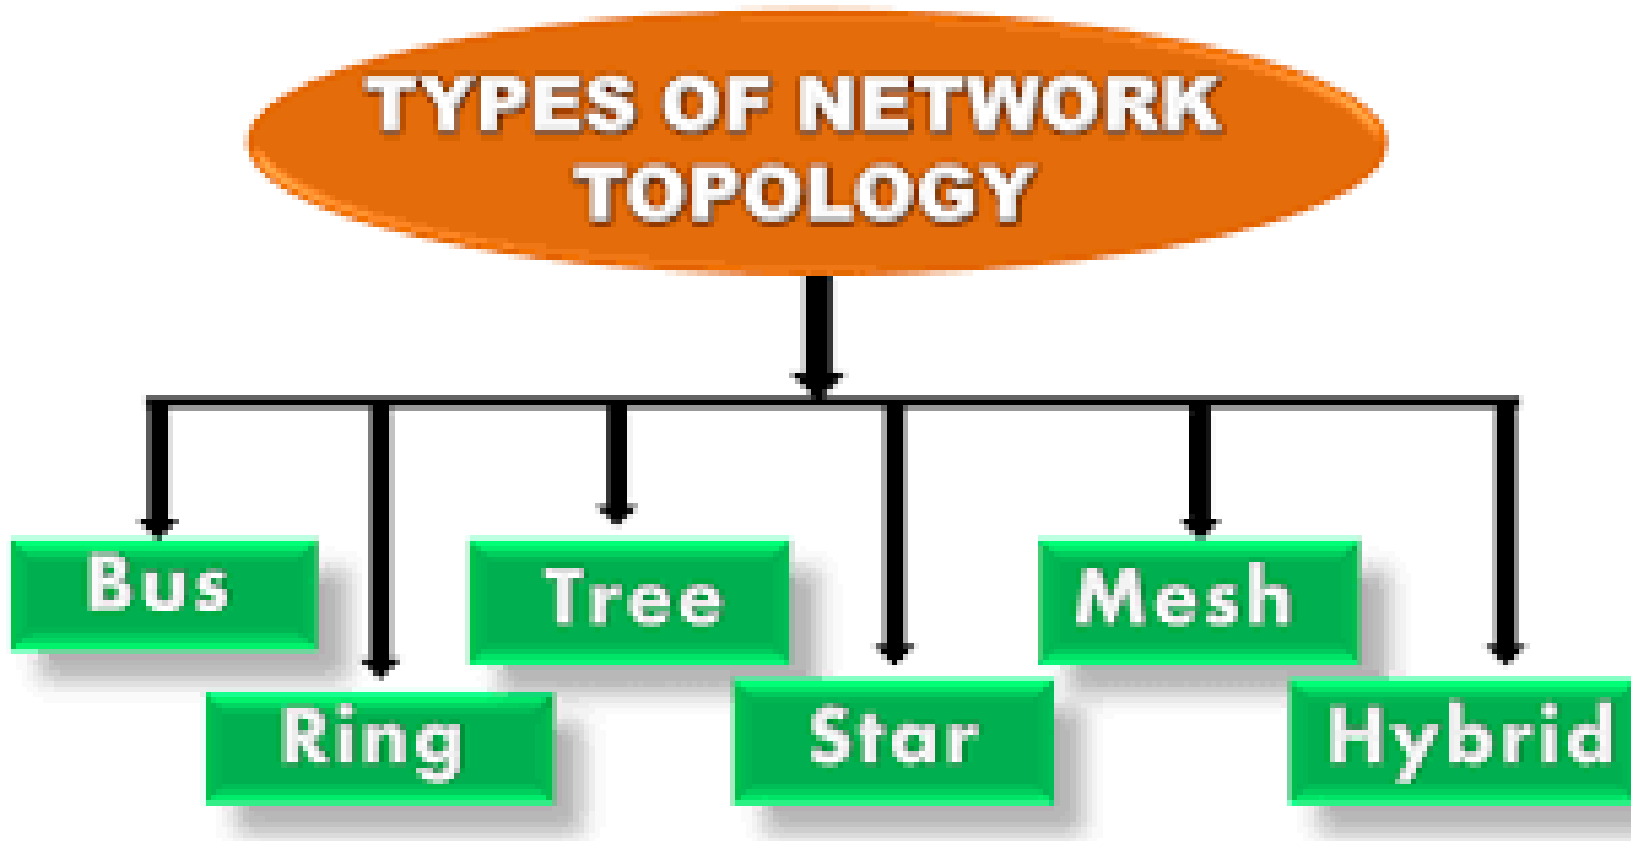 TYPES OF NETWORK
TOPOLOGY
Bus
Tree
Mesh
Ring
Star
Hybrid